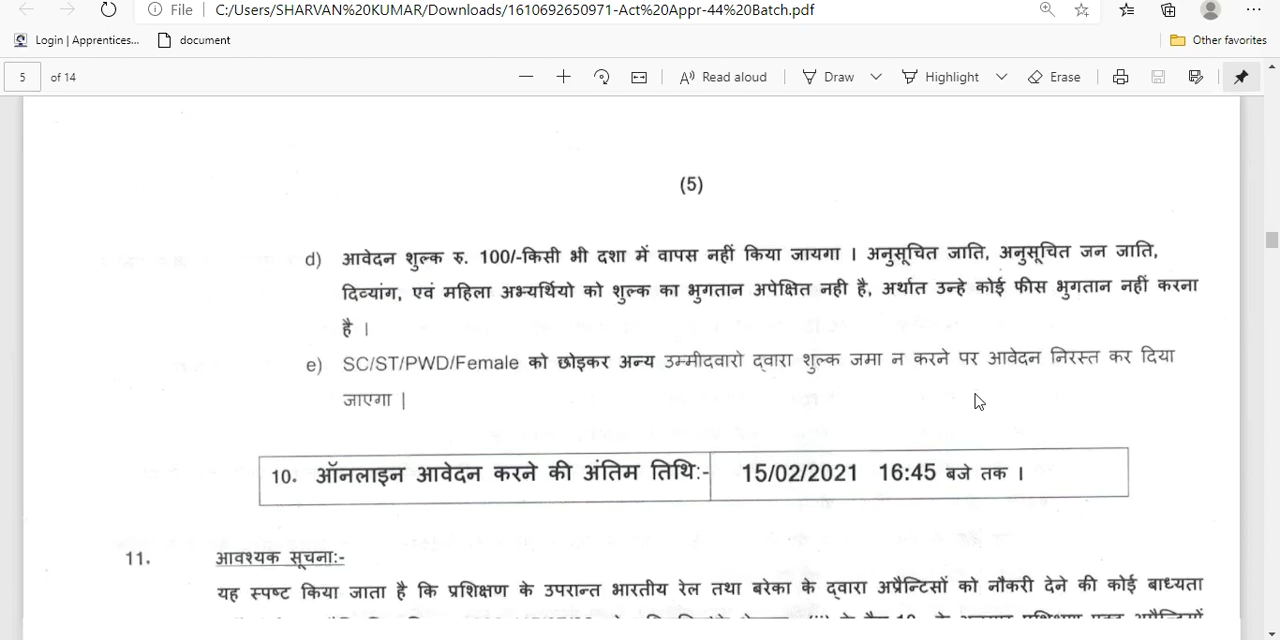 File C:/Users/SHARVAN%20KUMAR/Downloads/1610692650971-Act%20Appr-44%20Batch.pdf
Login | Apprentices... document Other favorites
5 of 14 Read aloud Draw Highlight Erase
(5)
d) आवेदन शुल्क रु. 100/-किसी भी दशा में वापस नहीं किया जायगा । अनुसूचित जाति, अनुसूचित जन जाति,
दिव्यांग, एवं महिला अभ्यर्थियो को शुल्क का भुगतान अपेक्षित नही है, अर्थात उन्हे कोई फीस भुगतान नहीं करना
है ।
e) SC/ST/PWD/Female को छोड़कर अन्य उम्मीदवारो द्वारा शुल्क जमा न करने पर आवेदन निरस्त कर दिया
जाएगा |
10. ऑनलाइन आवेदन करने की अंतिम तिथि:- 15/02/2021 16:45 बजे तक ।
11. आवश्यक सूचना:-
यह स्पष्ट किया जाता है कि प्रशिक्षण के उपरान्त भारतीय रेल तथा बरेका के द्वारा अप्रैन्टिसों को नौकरी देने की कोई बाध्यता